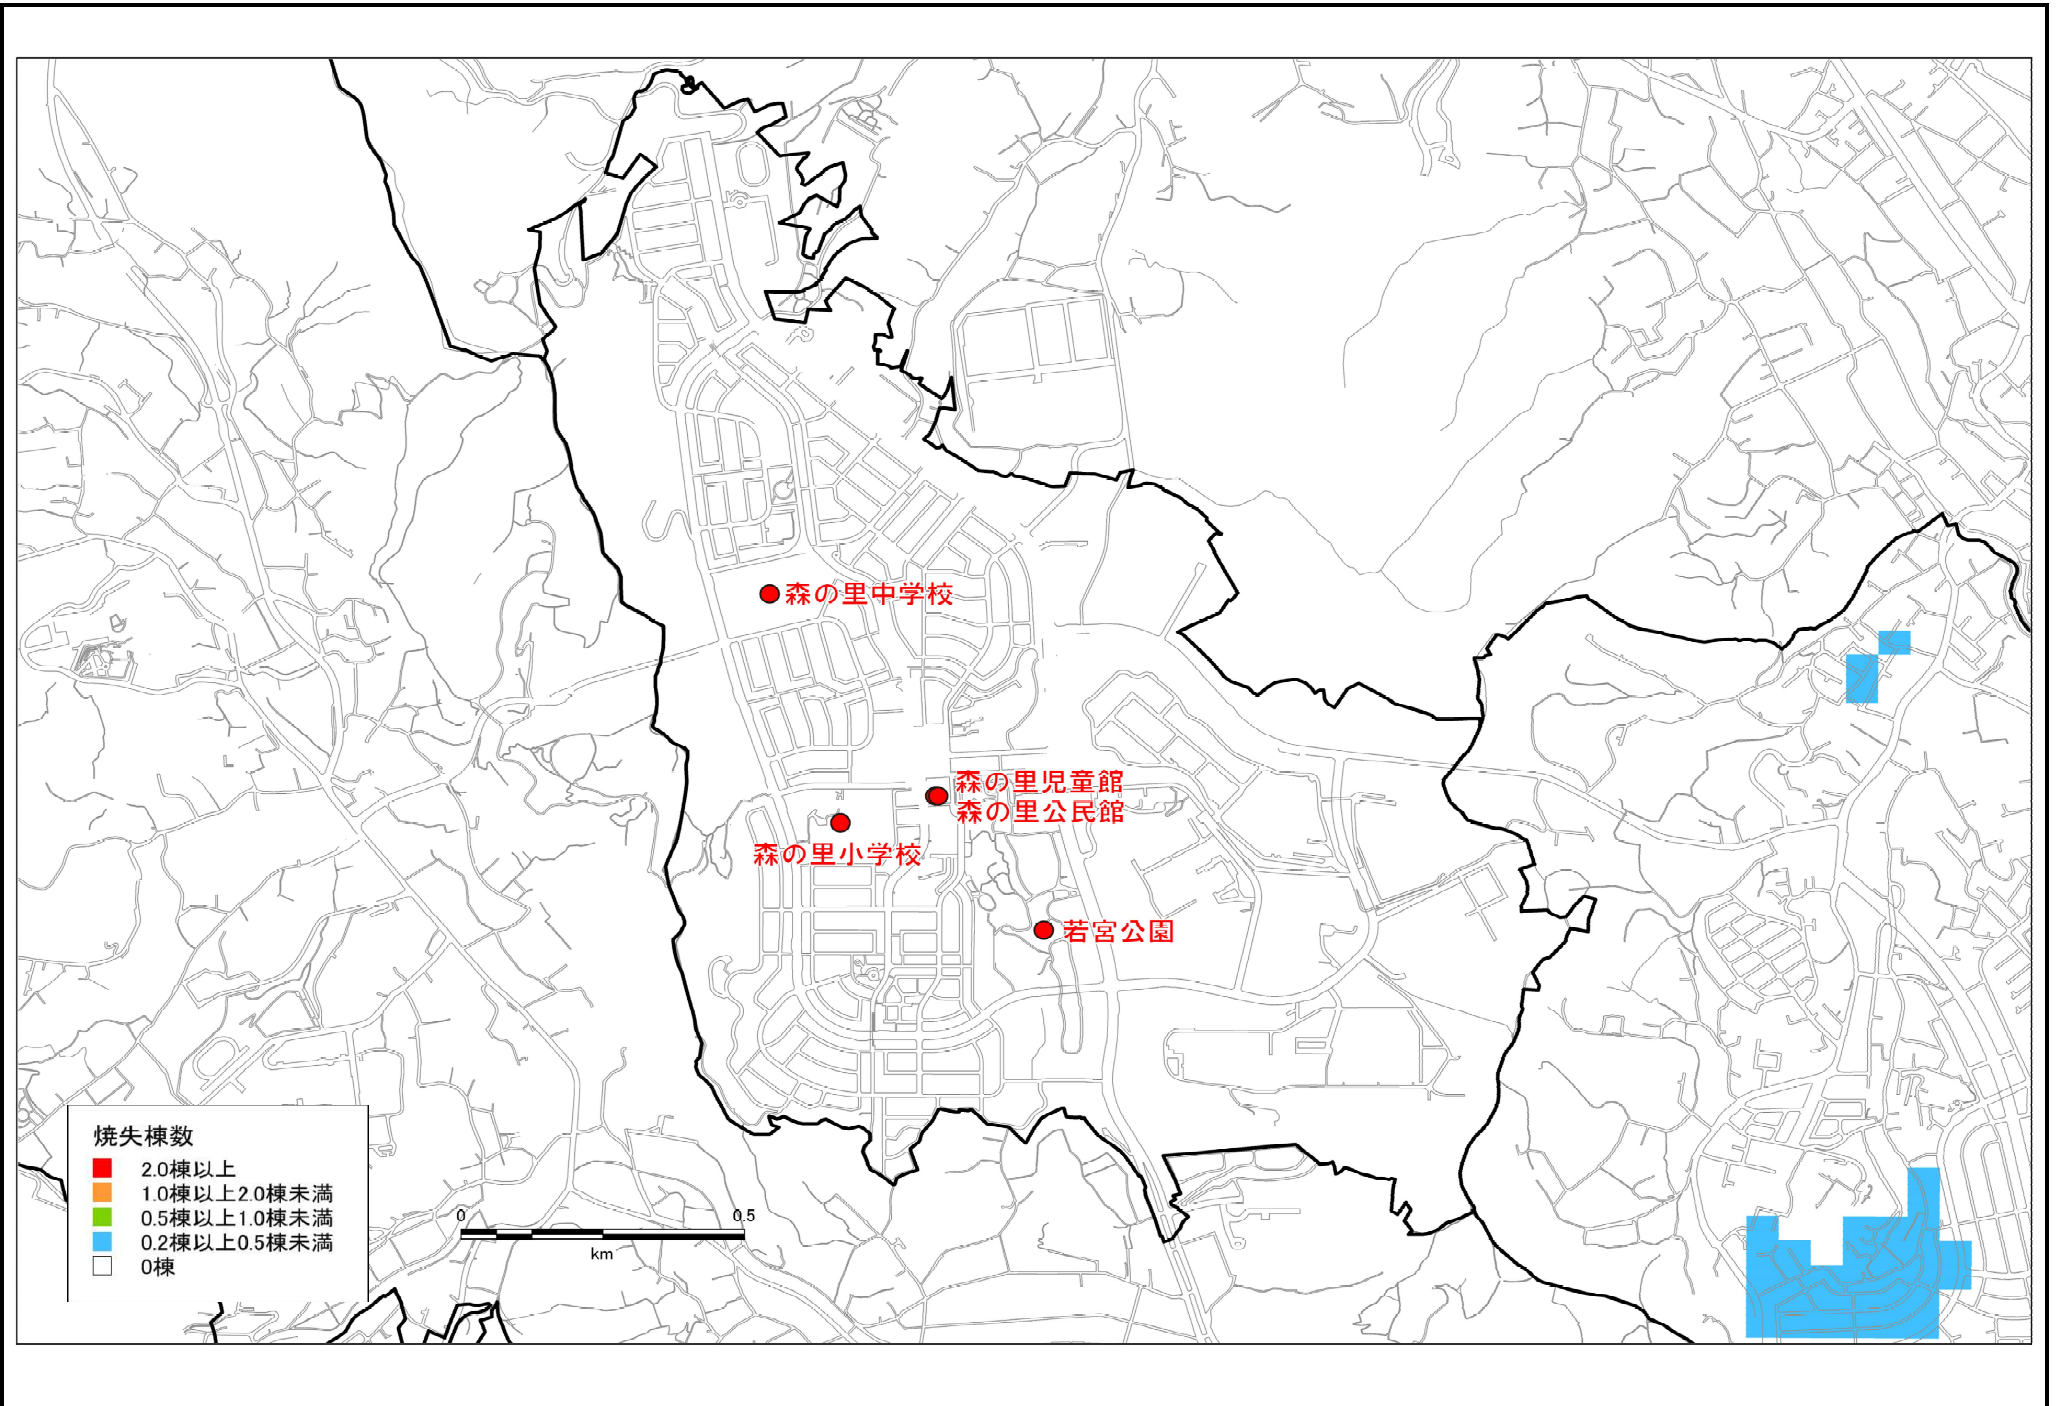 森の里中学校
森の里児童館
森の里公民館
森の里小学校
若宮公園
焼失棟数
2.0棟以上
1.0棟以上2.0棟未満
0.5棟以上1.0棟未満
0.2棟以上0.5棟未満
0棟
0 0.5
km